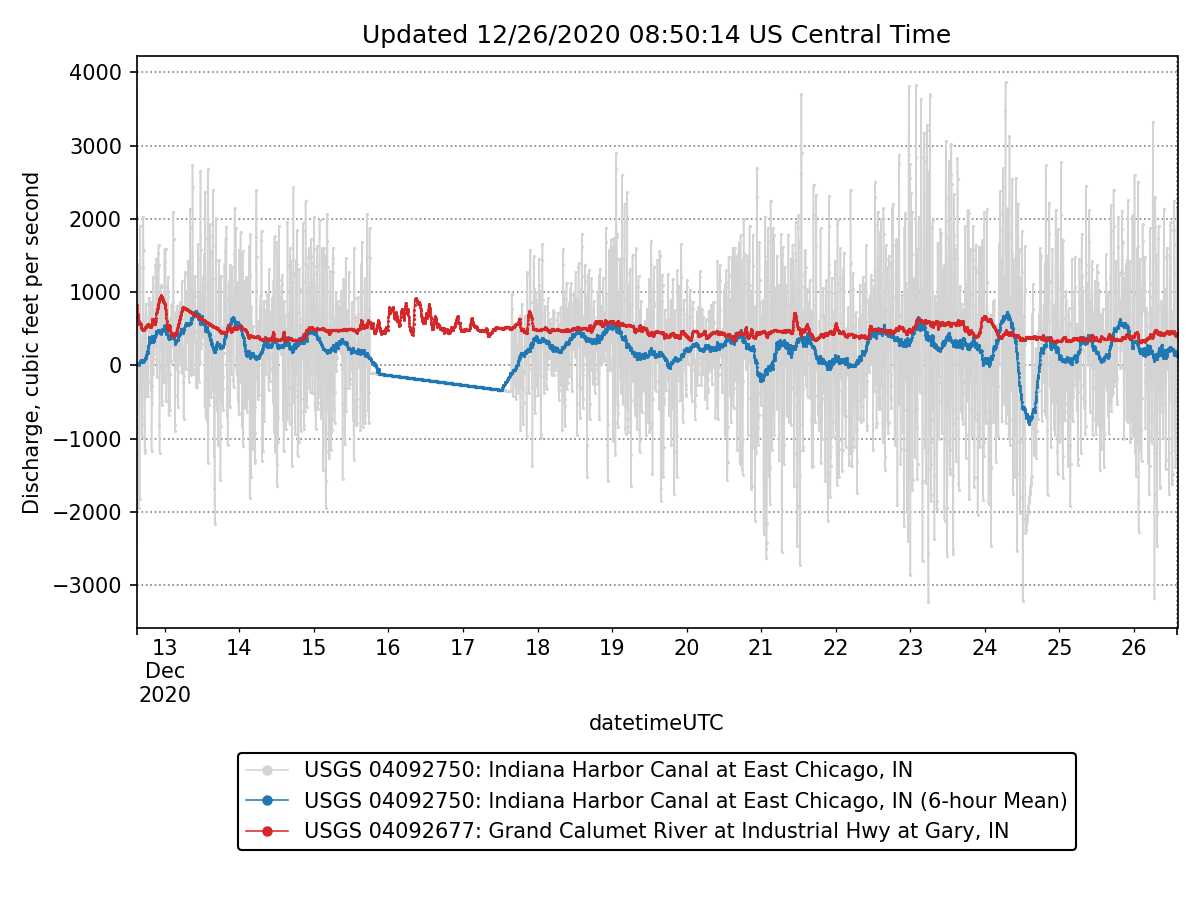 Updated 12/26/2020 08:50:14 US Central Time
Discharge, cubic feet per second
4000
3000
2000
1000
0
−1000
−2000
−3000
13 14 15 16 17 18 19 20 21 22 23 24 25 26
Dec
2020
datetimeUTC
USGS 04092750: Indiana Harbor Canal at East Chicago, IN
USGS 04092750: Indiana Harbor Canal at East Chicago, IN (6-hour Mean)
USGS 04092677: Grand Calumet River at Industrial Hwy at Gary, IN